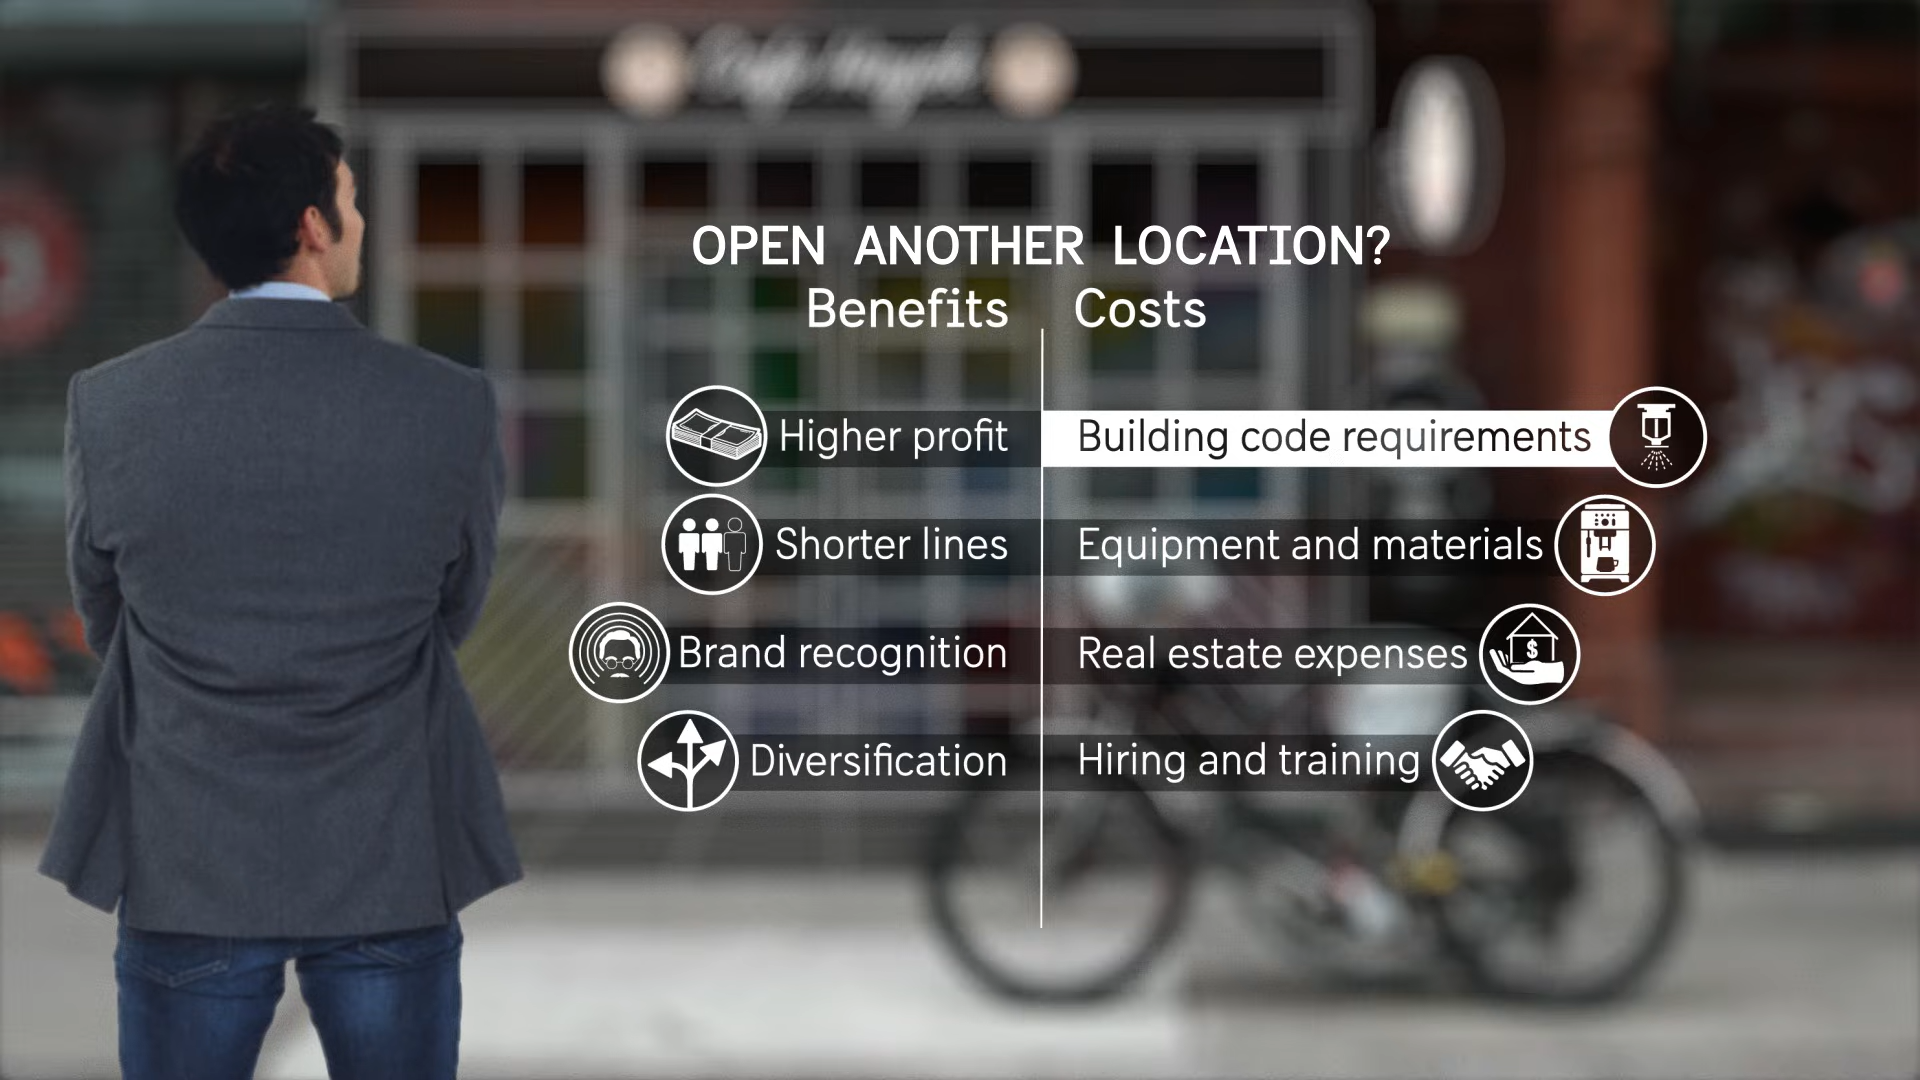 OPEN ANOTHER LOCATION?
Benefits Costs
Higher profit Building code requirements
Shorter lines Equipment and materials
Brand recognition Real estate expenses
$
Diversification Hiring and training